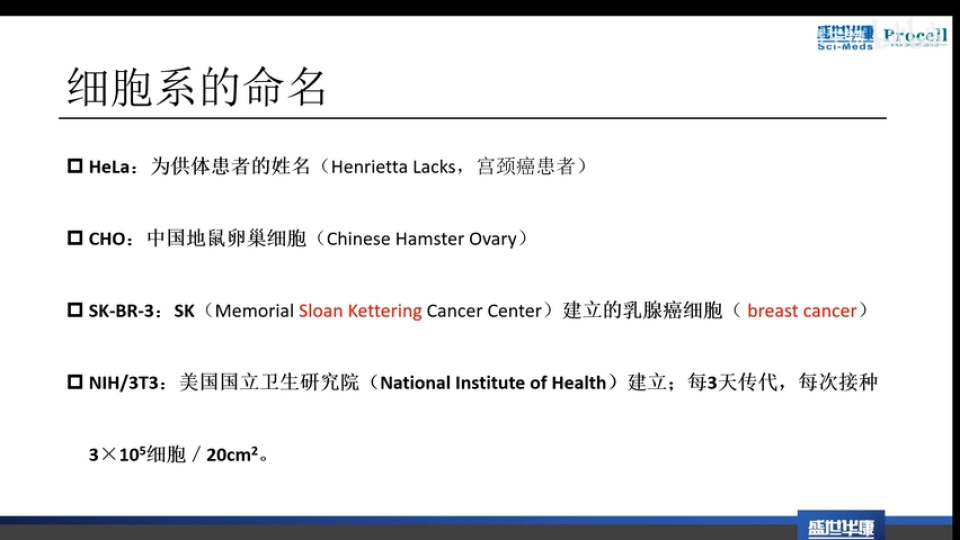 盛世华康
Sci-Meds
Procell
细胞系的命名
HeLa：为供体患者的姓名（Henrietta Lacks，宫颈癌患者）
CHO：中国地鼠卵巢细胞（Chinese Hamster Ovary）
SK-BR-3：SK（Memorial Sloan Kettering Cancer Center）建立的乳腺癌细胞（ breast cancer）
NIH/3T3：美国国立卫生研究院（National Institute of Health）建立；每3天传代，每次接种
3×10⁵细胞 / 20cm²。
盛世华康